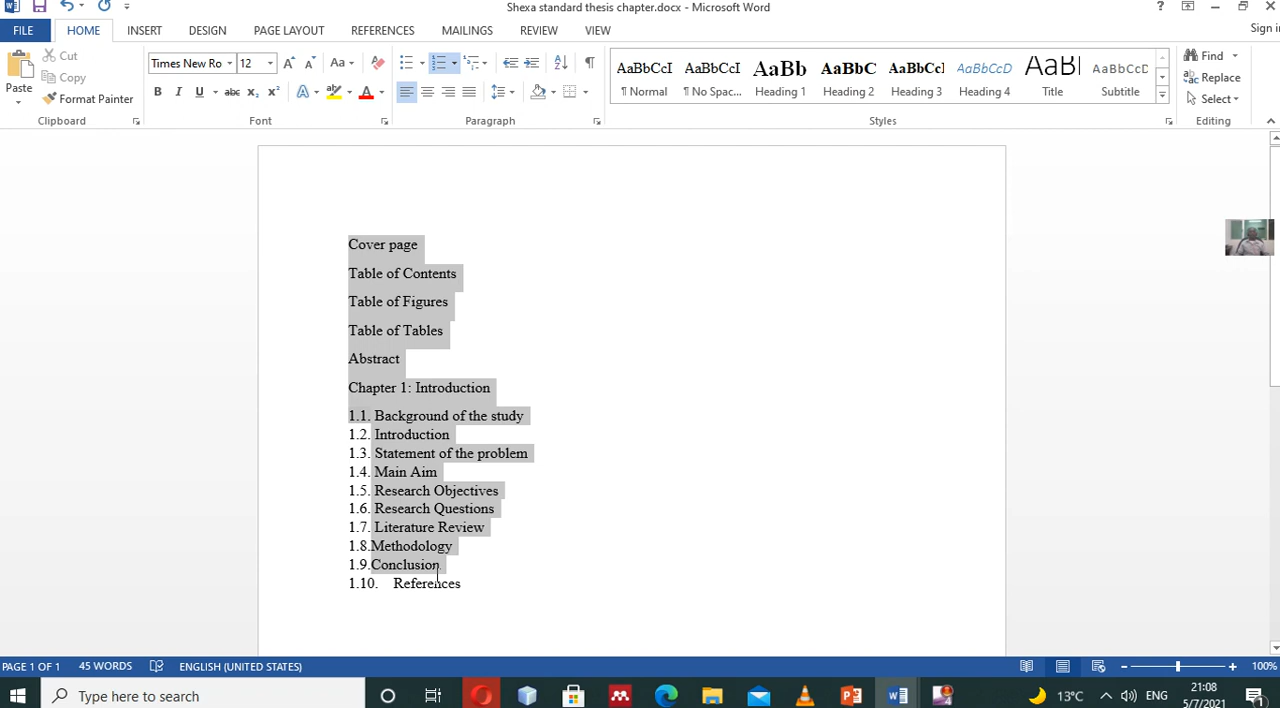 Shexa standard thesis chapter.docx - Microsoft Word
?
FILE HOME INSERT DESIGN PAGE LAYOUT REFERENCES MAILINGS REVIEW VIEW Sign in
Paste
Cut
Copy
Format Painter
Clipboard
Times New Ro 12 Aa
B I U abc x₂ x² A ab A
Font
Paragraph
AaBbCcI AaBbCcI AaBb AaBbC AaBbCcI AaBbCcD AaBl AaBbCcD
¶ Normal ¶ No Spac... Heading 1 Heading 2 Heading 3 Heading 4 Title Subtitle
Styles
Find
Replace
Select
Editing
Cover page
Table of Contents
Table of Figures
Table of Tables
Abstract
Chapter 1: Introduction
1.1. Background of the study
1.2. Introduction
1.3. Statement of the problem
1.4. Main Aim
1.5. Research Objectives
1.6. Research Questions
1.7. Literature Review
1.8.Methodology
1.9.Conclusion
1.10. References
PAGE 1 OF 1 45 WORDS ENGLISH (UNITED STATES) 100%
Type here to search
13°C ENG
21:08
5/7/2021